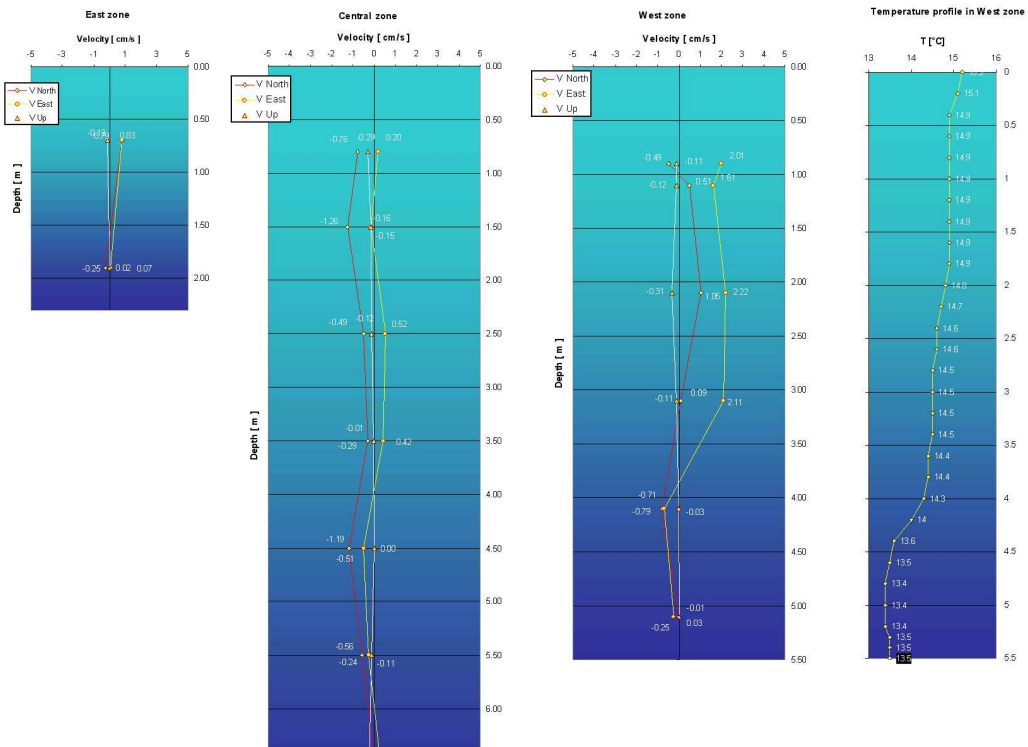 East zone
Velocity [ cm/s ]
-5 -3 -1 1 3 5
V North
V East
V Up
Depth [ m ]
0.00
1.00
1.50
2.00
-0.13
0.83
-0.25 0.02 0.07
Central zone
Velocity [ cm/s ]
-5 -4 -3 -2 -1 0 1 2 3 4 5
V North
V East
V Up
Depth [ m ]
0.00
0.50
1.00
1.50
2.00
2.50
3.00
3.50
4.00
4.50
5.00
5.50
6.00
-0.76 -0.29 0.20
-1.26 -0.16
-0.15
-0.49 -0.12 0.52
-0.01
-0.29 0.42
-1.19
-0.51 0.00
-0.56
-0.24 -0.11
West zone
Velocity [ cm/s ]
-5 -4 -3 -2 -1 0 1 2 3 4 5
V North
V East
V Up
Depth [ m ]
0.00
0.50
1.00
1.50
2.00
2.50
3.00
3.50
4.00
4.50
5.00
5.50
-0.49 -0.11 2.01
-0.12 0.51 1.61
-0.31 1.05 2.22
-0.11 0.09 2.11
-0.71
-0.79 -0.03
-0.01
-0.25 0.03
Temperature profile in West zone
T [°C]
13 14 15 16
0
0.5
1
1.5
2
2.5
3
3.5
4
4.5
5
5.5
15.2
15.1
14.9
14.9
14.9
14.9
14.9
14.9
14.9
14.9
14.8
14.7
14.6
14.6
14.5
14.5
14.5
14.5
14.4
14.4
14.3
14
13.6
13.5
13.4
13.4
13.4
13.5
13.5
13.5